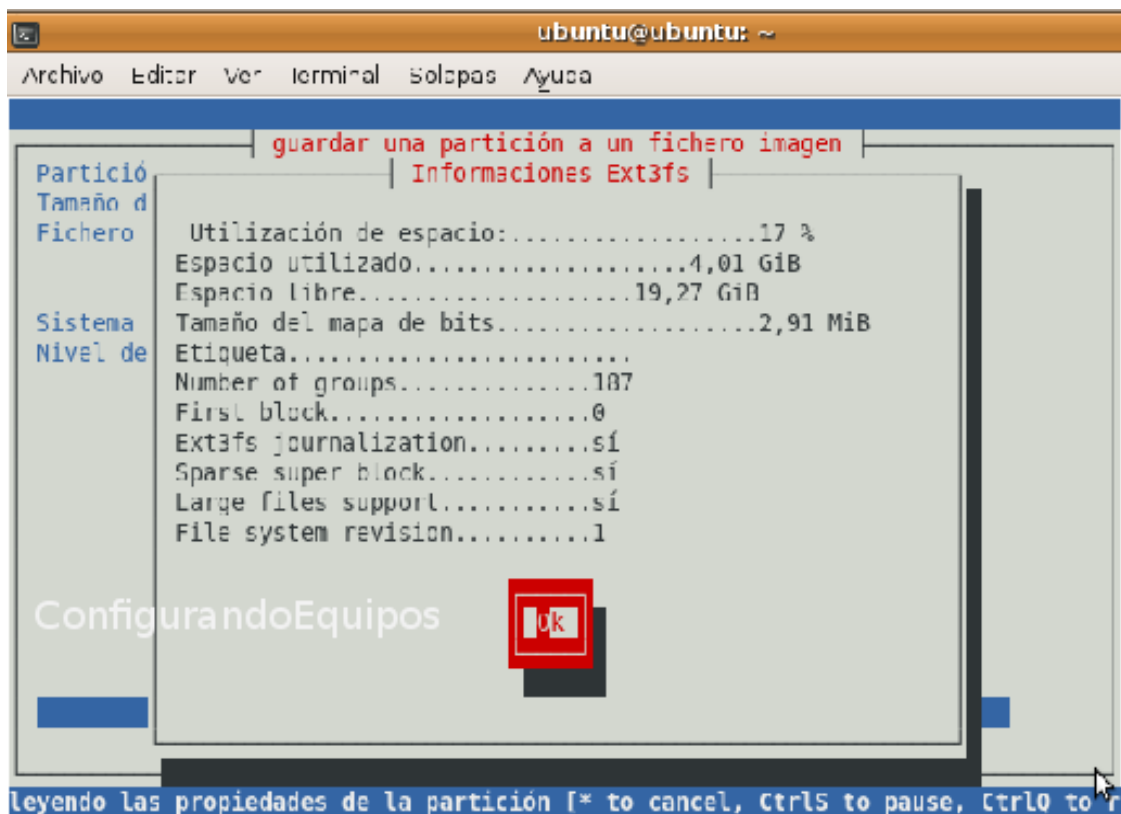 ubuntu@ubuntu: ~
Archivo Editar Ver Terminal Solapas Ayuda
guardar una partición a un fichero imagen
Informaciones Ext3fs
Partició
Tamaño d
Fichero
Utilización de espacio:..................17 %
Espacio utilizado....................4,01 GiB
Espacio libre....................19,27 GiB
Sistema
Tamaño del mapa de bits...................2,91 MiB
Nivel de
Etiqueta.........................
Number of groups..............187
First block...................0
Ext3fs journalization.........sí
Sparse super block............sí
Large files support...........sí
File system revision..........1
ConfigurandoEquipos
Ok
leyendo las propiedades de la partición [* to cancel, CtrlS to pause, CtrlQ to r